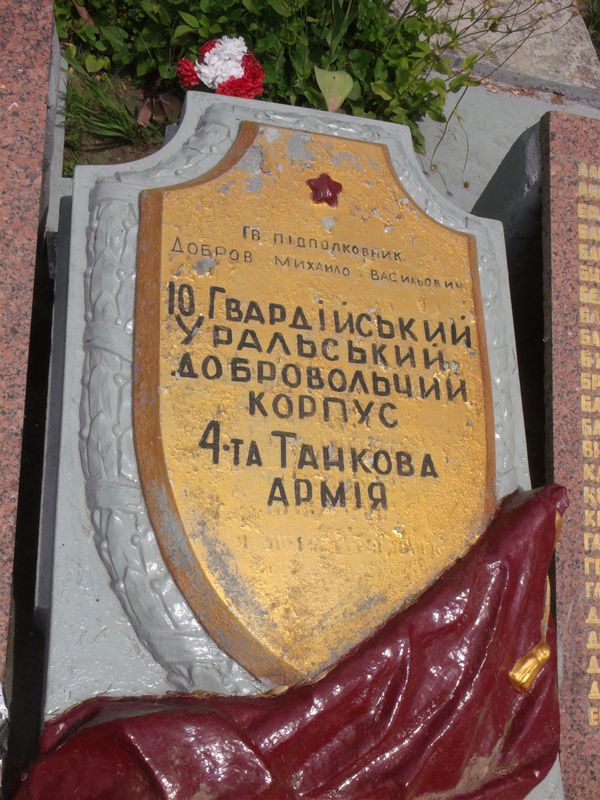 Гв. підполковник
Добров Михайло Васильович
10 Гвардійський
Уральський
добровольчий
корпус
4-та Танкова
армія